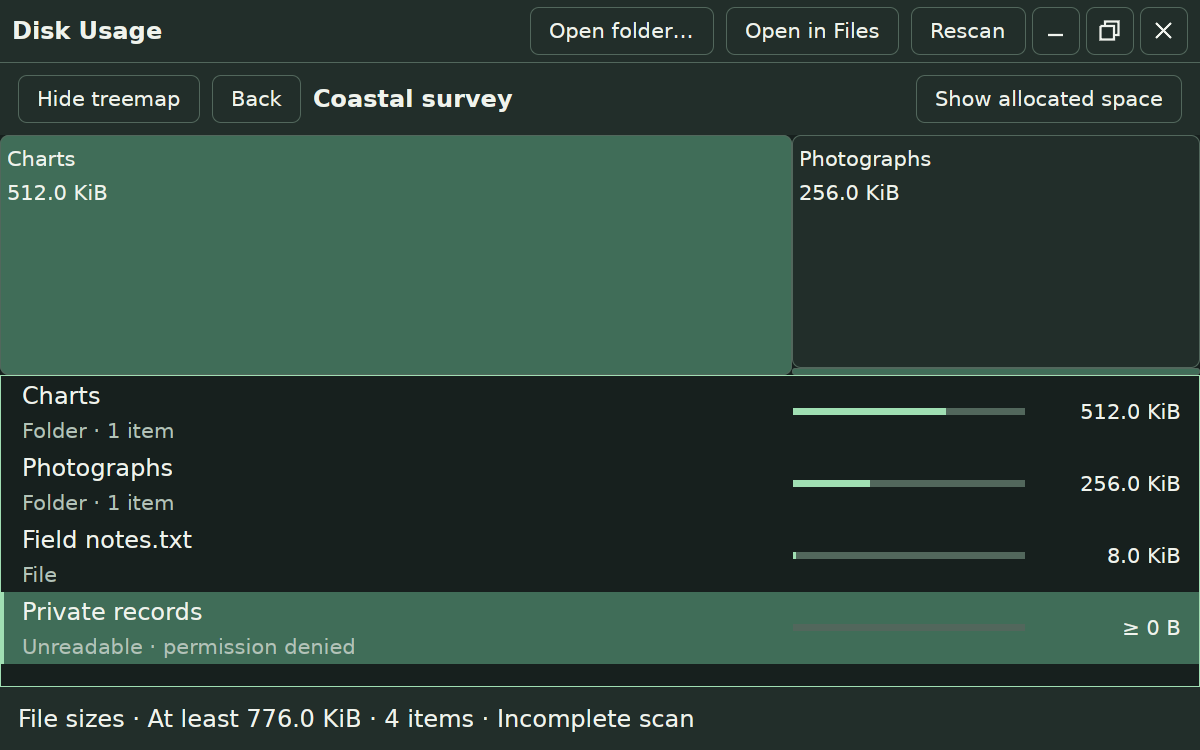 Disk Usage
Open folder…
Open in Files
Rescan
Hide treemap
Back
Coastal survey
Show allocated space
Charts
512.0 KiB
Photographs
256.0 KiB
Charts
Folder · 1 item
512.0 KiB
Photographs
Folder · 1 item
256.0 KiB
Field notes.txt
File
8.0 KiB
Private records
Unreadable · permission denied
≥ 0 B
File sizes · At least 776.0 KiB · 4 items · Incomplete scan